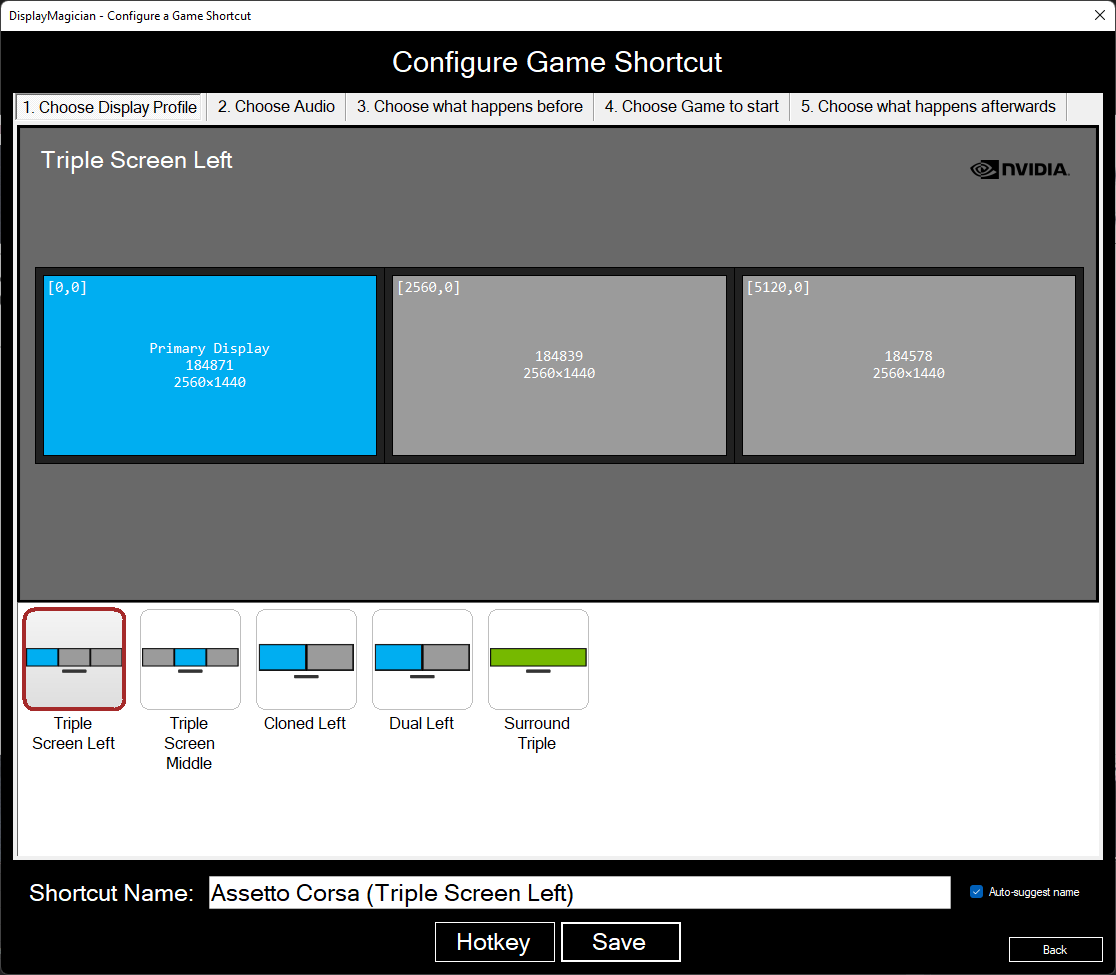 DisplayMagician - Configure a Game Shortcut
Configure Game Shortcut
1. Choose Display Profile
2. Choose Audio
3. Choose what happens before
4. Choose Game to start
5. Choose what happens afterwards
Triple Screen Left
NVIDIA.
[0,0]
Primary Display
184871
2560×1440
[2560,0]
184839
2560×1440
[5120,0]
184578
2560×1440
Triple
Screen Left
Triple
Screen
Middle
Cloned Left
Dual Left
Surround
Triple
Shortcut Name:
Assetto Corsa (Triple Screen Left)
Auto-suggest name
Hotkey
Save
Back